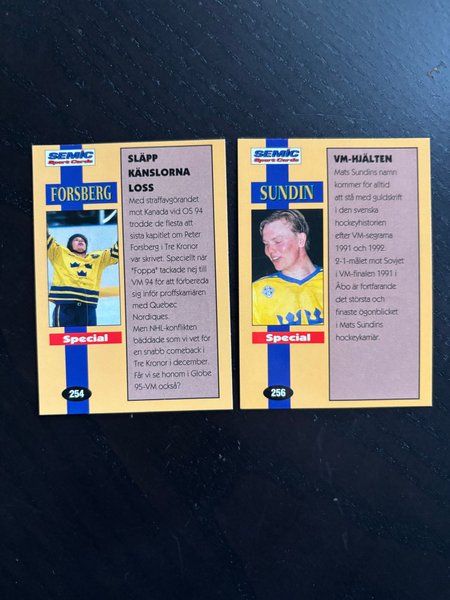 SEMIC
Sport Cards
FORSBERG
Special
254
SLÄPP
KÄNSLORNA
LOSS
Med straffavgörandet
mot Kanada vid OS 94
trodde de flesta att
sista kapitlet om Peter
Forsberg i Tre Kronor
var skrivet. Speciellt när
"Foppa" tackade nej till
VM 94 för att förbereda
sig inför proffskamären
med Quebec
Nordiques.
Men NHL-konflikten
bäddade som vi vet för
en snabb comeback i
Tre Kronor i december.
Får vi se honom i Globe
95-VM också?
SEMIC
Sport Cards
SUNDIN
Special
256
VM-HJÄLTEN
Mats Sundins namn
kommer för alltid
att stå med guldskrift
i den svenska
hockeyhistorien
efter VM-segrarna
1991 och 1992.
2-1-målet mot Sovjet
i VM-finalen 1991 i
Åbo är fortfarande
det största och
finaste ögonblicket
i Mats Sundins
hockeykamär.